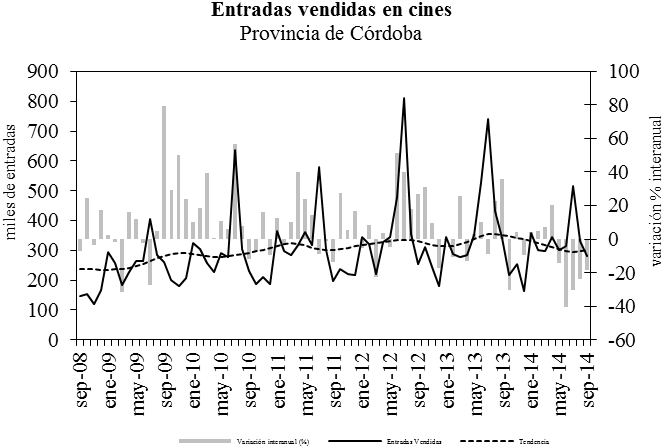 Entradas vendidas en cines
Provincia de Córdoba
miles de entradas
900
800
700
600
500
400
300
200
100
0
100
80
60
40
20
0
-20
-40
-60
variación % interanual
sep-08
ene-09
may-09
sep-09
ene-10
may-10
sep-10
ene-11
may-11
sep-11
ene-12
may-12
sep-12
ene-13
may-13
sep-13
ene-14
may-14
sep-14
Variación interanual (%)
Entradas Vendidas
Tendencia